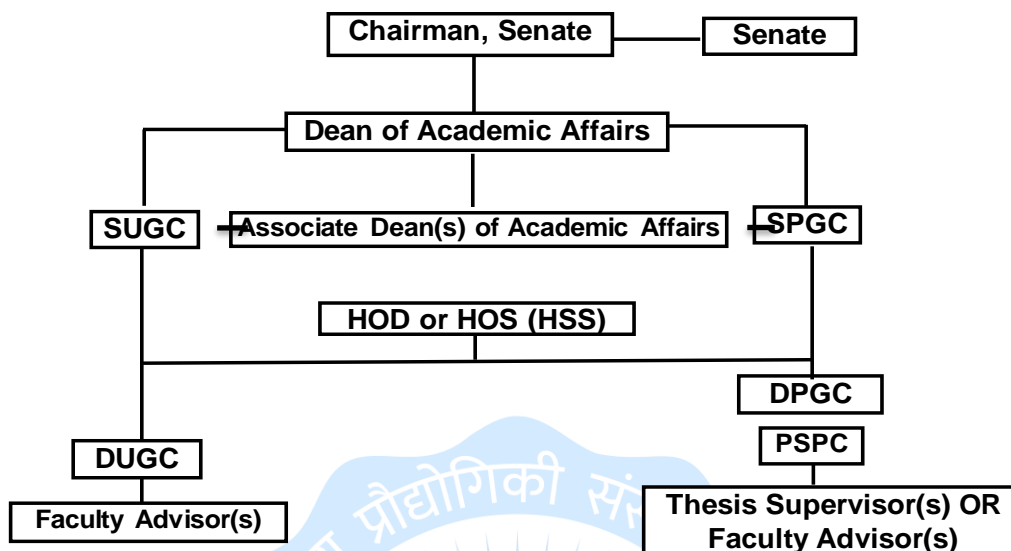 Chairman, Senate
Senate
Dean of Academic Affairs
SUGC
Associate Dean(s) of Academic Affairs
SPGC
HOD or HOS (HSS)
DPGC
DUGC
PSPC
Faculty Advisor(s)
Thesis Supervisor(s) OR
Faculty Advisor(s)
प्रौद्योगिकी